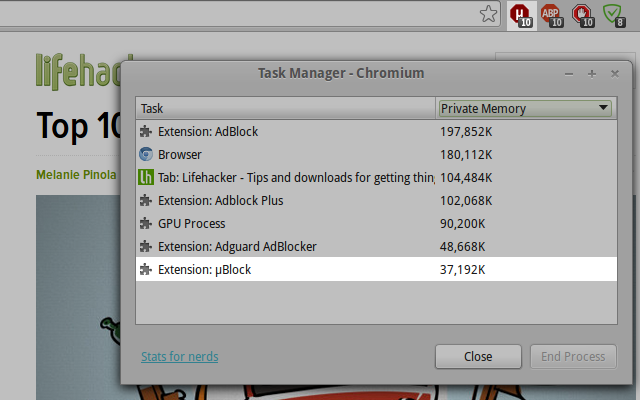 µ
10
ABP
10
10
8
lifehac
Task Manager - Chromium
Top 10
Melanie Pinola
Task
Private Memory
Extension: AdBlock 197,852K
Browser 180,112K
Tab: Lifehacker - Tips and downloads for getting thing 104,484K
Extension: Adblock Plus 102,068K
GPU Process 90,200K
Extension: Adguard AdBlocker 48,668K
Extension: µBlock 37,192K
Stats for nerds
Close
End Process